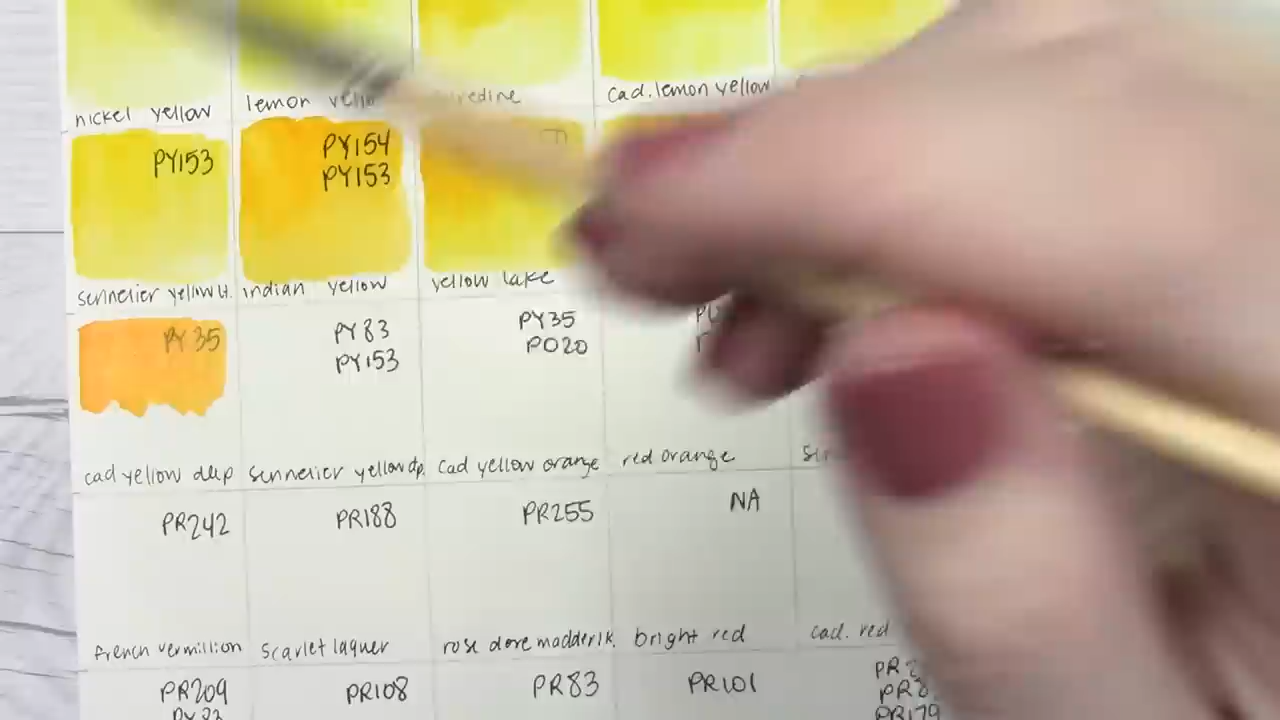 nickel yellow
lemon
cad. lemon yellow
PY153
PY154
PY153
sennelier yellow lt.
indian yellow
yellow lake
PY35
PY83
PY153
PY35
PO20
cad yellow deep
sennelier yellow dp.
cad yellow orange
red orange
PR242
PR188
PR255
NA
french vermillion
scarlet laquer
rose dore madder lk.
bright red
cad. red
PR209
PR108
PR83
PR101
PR179